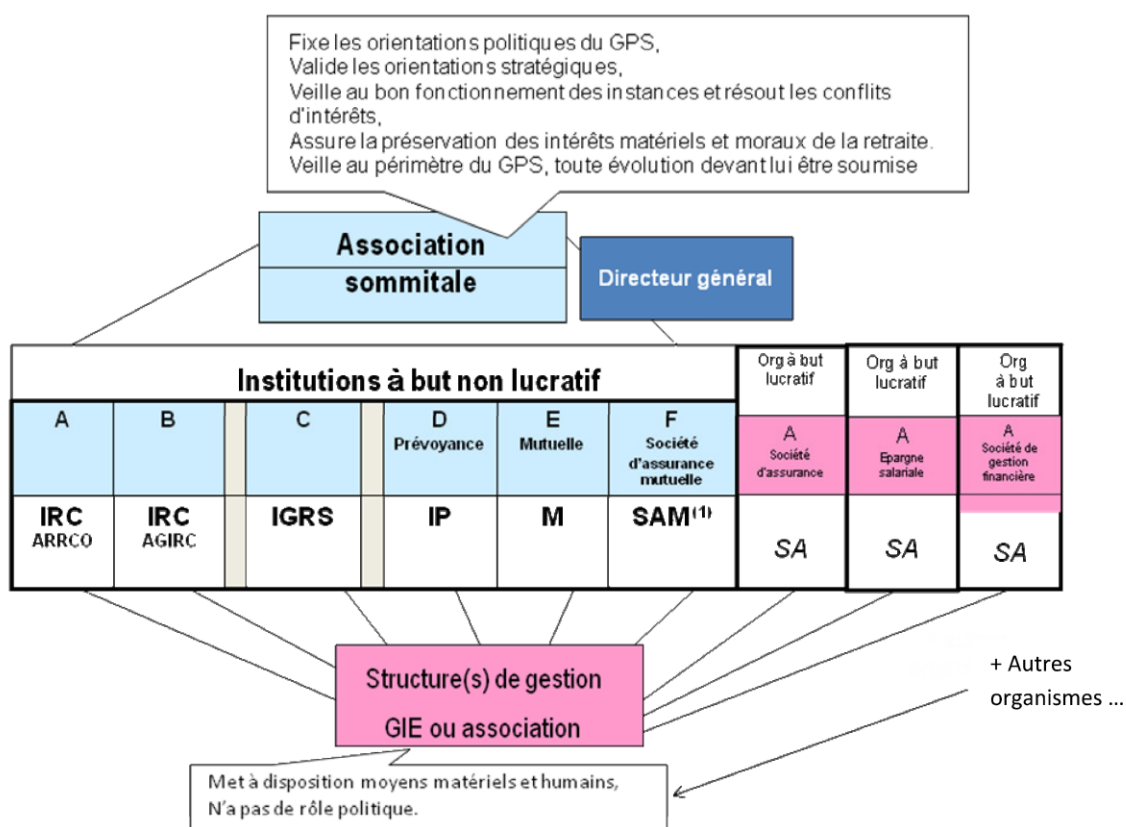 Fixe les orientations politiques du GPS,
Valide les orientations stratégiques,
Veille au bon fonctionnement des instances et résout les conflits
d'intérêts,
Assure la préservation des intérêts matériels et moraux de la retraite.
Veille au périmètre du GPS, toute évolution devant lui être soumise
Association
sommitale
Directeur général
Institutions à but non lucratif
Org à but
lucratif
Org à but
lucratif
Org
à but
lucratif
A
B
C
D
Prévoyance
E
Mutuelle
F
Société
d'assurance
mutuelle
A
Société
d'assurance
A
Epargne
salariale
A
Société de
gestion
financière
IRC
ARRCO
IRC
AGIRC
IGRS
IP
M
SAM(1)
SA
SA
SA
Structure(s) de gestion
GIE ou association
+ Autres
organismes ...
Met à disposition moyens matériels et humains,
N'a pas de rôle politique.